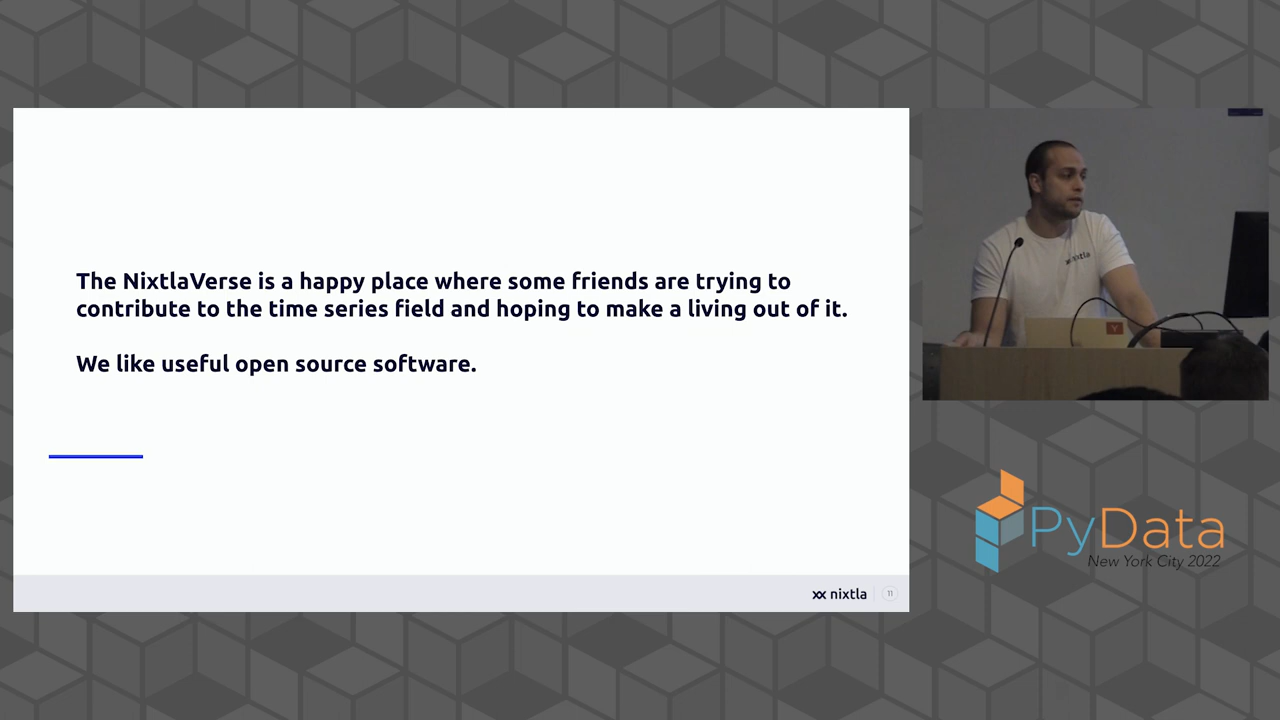 The NixtlaVerse is a happy place where some friends are trying to
contribute to the time series field and hoping to make a living out of it.
We like useful open source software.
nixtla
11
nixtla
Y
PyData
New York City 2022